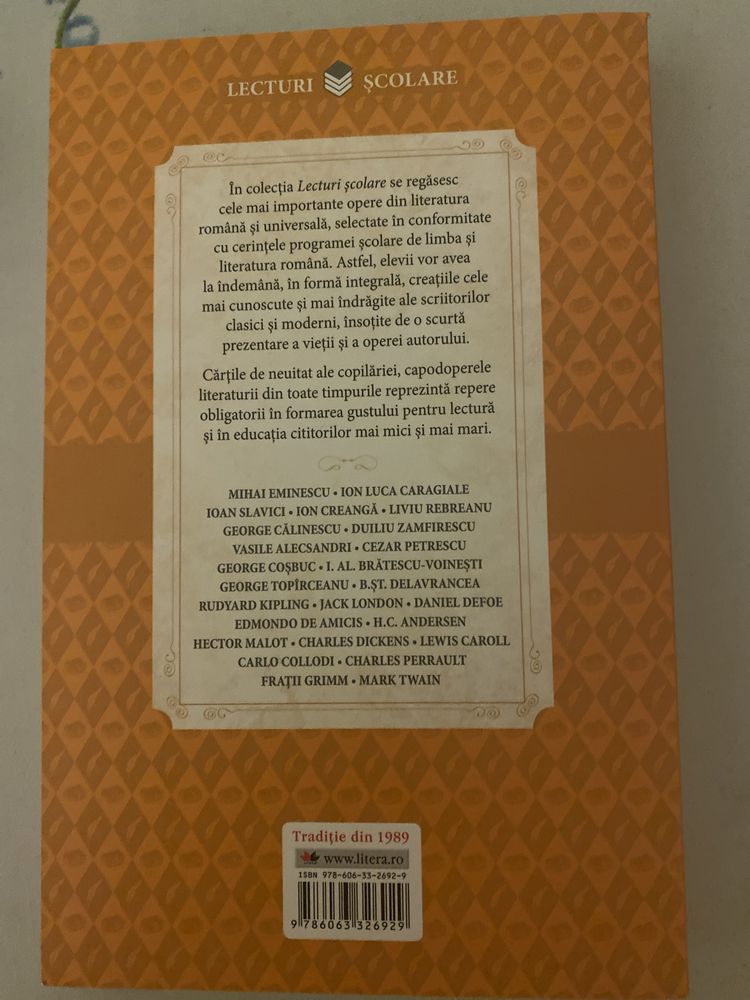 LECTURI ȘCOLARE
În colecția Lecturi școlare se regăsesc
cele mai importante opere din literatura
română și universală, selectate în conformitate
cu cerințele programei școlare de limba și
literatura română. Astfel, elevii vor avea
la îndemână, în formă integrală, creațiile cele
mai cunoscute și mai îndrăgite ale scriitorilor
clasici și moderni, însoțite de o scurtă
prezentare a vieții și a operei autorului.
Cărțile de neuitat ale copilăriei, capodoperele
literaturii din toate timpurile reprezintă repere
obligatorii în formarea gustului pentru lectură
și în educația cititorilor mai mici și mai mari.
MIHAI EMINESCU • ION LUCA CARAGIALE
IOAN SLAVICI • ION CREANGĂ • LIVIU REBREANU
GEORGE CĂLINESCU • DUILIU ZAMFIRESCU
VASILE ALECSANDRI • CEZAR PETRESCU
GEORGE COȘBUC • I. AL. BRĂTESCU-VOINEȘTI
GEORGE TOPÎRCEANU • B.ȘT. DELAVRANCEA
RUDYARD KIPLING • JACK LONDON • DANIEL DEFOE
EDMONDO DE AMICIS • H.C. ANDERSEN
HECTOR MALOT • CHARLES DICKENS • LEWIS CAROLL
CARLO COLLODI • CHARLES PERRAULT
FRAȚII GRIMM • MARK TWAIN
Tradiție din 1989
www.litera.ro
ISBN 978-606-33-2692-9
9 786063 326929